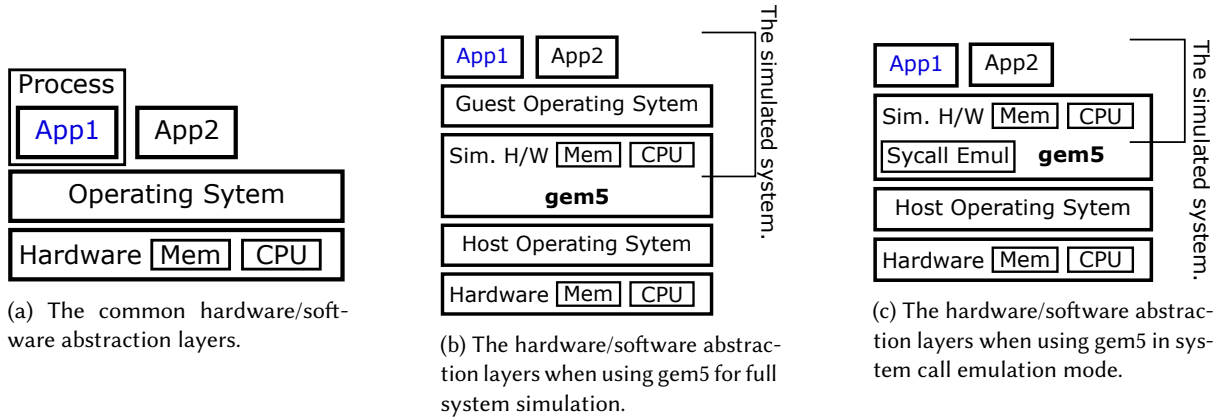 Process
App1 App2
Operating Sytem
Hardware Mem CPU
(a) The common hardware/soft-
ware abstraction layers.
App1 App2
Guest Operating Sytem
Sim. H/W Mem CPU
gem5
Host Operating Sytem
Hardware Mem CPU
The simulated system.
(b) The hardware/software abstrac-
tion layers when using gem5 for full
system simulation.
App1 App2
Sim. H/W Mem CPU
Sycall Emul gem5
Host Operating Sytem
Hardware Mem CPU
The simulated system.
(c) The hardware/software abstrac-
tion layers when using gem5 in sys-
tem call emulation mode.